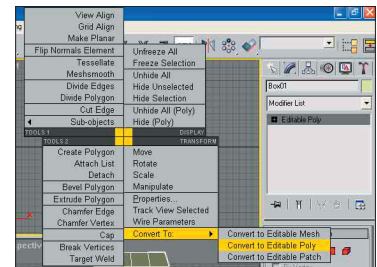 View Align
Grid Align
Make Planar
Flip Normals Element
Tessellate
Meshsmooth
Divide Edges
Divide Polygon
Cut Edge
Sub-objects
Unfreeze All
Freeze Selection
Unhide All
Hide Unselected
Hide Selection
Unhide All (Poly)
Hide (Poly)
TOOLS 1
DISPLAY
TOOLS 2
TRANSFORM
Create Polygon
Attach List
Detach
Bevel Polygon
Extrude Polygon
Chamfer Edge
Chamfer Vertex
Cap
Break Vertices
Target Weld
Move
Rotate
Scale
Manipulate
Properties...
Track View Selected
Wire Parameters
Convert To:
Convert to Editable Mesh
Convert to Editable Poly
Convert to Editable Patch
Box01
Modifier List
Editable Poly